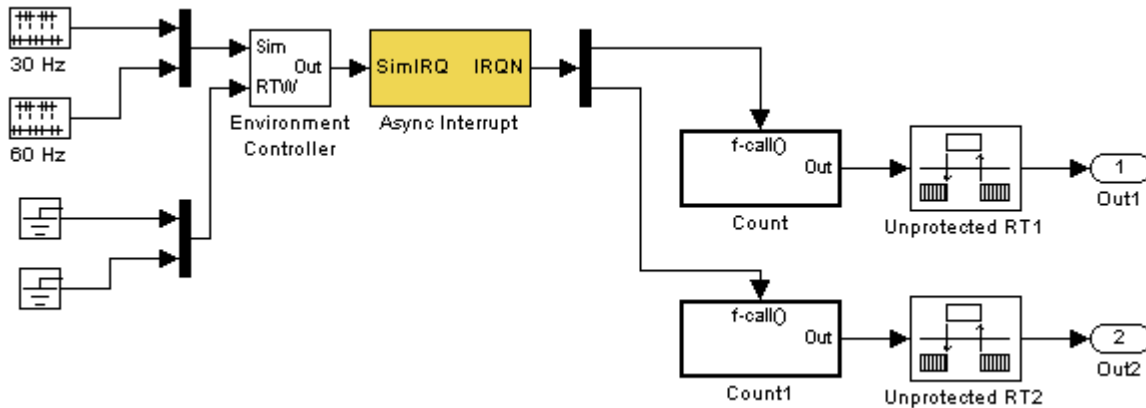 30 Hz
60 Hz
Sim
Out
RTW
Environment
Controller
SimIRQ IRQN
Async Interrupt
f-call()
Out
Count
Unprotected RT1
1
Out1
f-call()
Out
Count1
Unprotected RT2
2
Out2